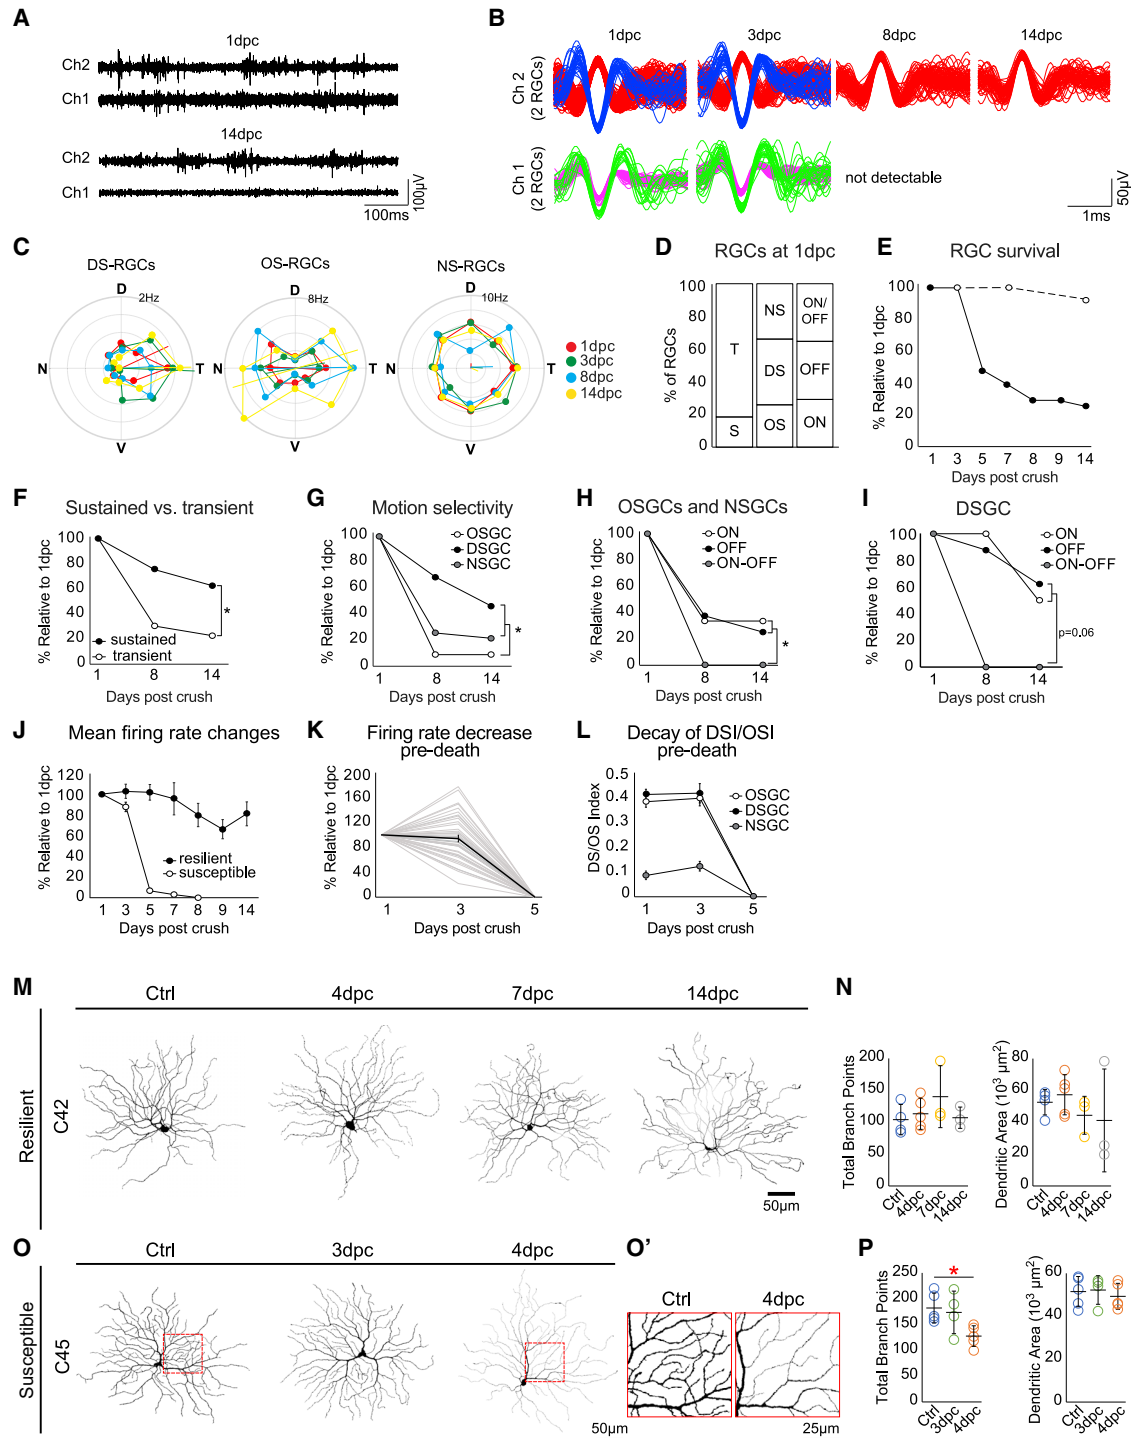 A
1dpc
Ch2
Ch1
14dpc
Ch2
Ch1
100ms
100µV
B
1dpc
3dpc
8dpc
14dpc
Ch 2
(2 RGCs)
Ch 1
(2 RGCs)
not detectable
50µV
1ms
C
DS-RGCs
OS-RGCs
NS-RGCs
D
2Hz
N
T
V
D
8Hz
N
T
V
D
10Hz
N
T
V
1dpc
3dpc
8dpc
14dpc
D
RGCs at 1dpc
% of RGCs
100
80
60
40
20
0
T
S
NS
DS
OS
ON/
OFF
OFF
ON
E
RGC survival
% Relative to 1dpc
100
80
60
40
20
0
1 3 5 7 8 9 14
Days post crush
F
Sustained vs. transient
% Relative to 1dpc
100
80
60
40
20
0
sustained
transient
*
1 8 14
Days post crush
G
Motion selectivity
% Relative to 1dpc
100
80
60
40
20
0
OSGC
DSGC
NSGC
*
1 8 14
Days post crush
H
OSGCs and NSGCs
% Relative to 1dpc
100
80
60
40
20
0
ON
OFF
ON-OFF
*
1 8 14
Days post crush
I
DSGC
% Relative to 1dpc
100
80
60
40
20
0
ON
OFF
ON-OFF
p=0.06
1 8 14
Days post crush
J
Mean firing rate changes
% Relative to 1dpc
120
100
80
60
40
20
0
resilient
susceptible
1 3 5 7 8 9 14
Days post crush
K
Firing rate decrease
pre-death
% Relative to 1dpc
200
160
120
80
40
0
1 3 5
Days post crush
L
Decay of DSI/OSI
pre-death
DS/OS Index
0.5
0.4
0.3
0.2
0.1
0
OSGC
DSGC
NSGC
1 3 5
Days post crush
M
Ctrl
4dpc
7dpc
14dpc
Resilient
C42
50µm
N
Total Branch Points
200
150
100
50
0
Ctrl
4dpc
7dpc
14dpc
Dendritic Area (10³ µm²)
80
60
40
20
0
Ctrl
4dpc
7dpc
14dpc
O
Ctrl
3dpc
4dpc
Susceptible
C45
50µm
O'
Ctrl
4dpc
25µm
P
Total Branch Points
250
200
150
100
50
0
*
Ctrl
3dpc
4dpc
Dendritic Area (10³ µm²)
60
40
20
0
Ctrl
3dpc
4dpc